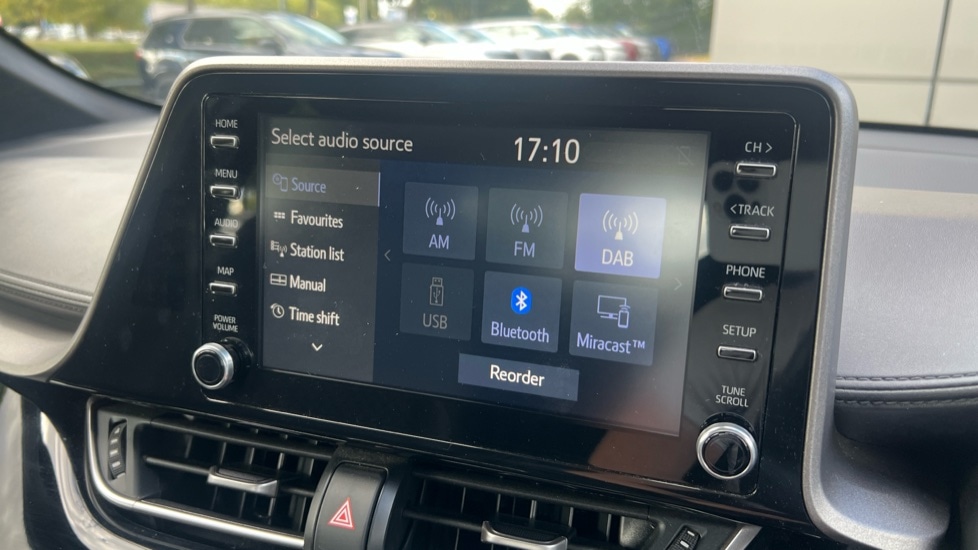 HOME
MENU
AUDIO
MAP
POWER
VOLUME
Select audio source
17:10
Source
Favourites
Station list
Manual
Time shift
AM
FM
DAB
USB
Bluetooth
Miracast™
Reorder
CH >
< TRACK
PHONE
SETUP
TUNE
SCROLL